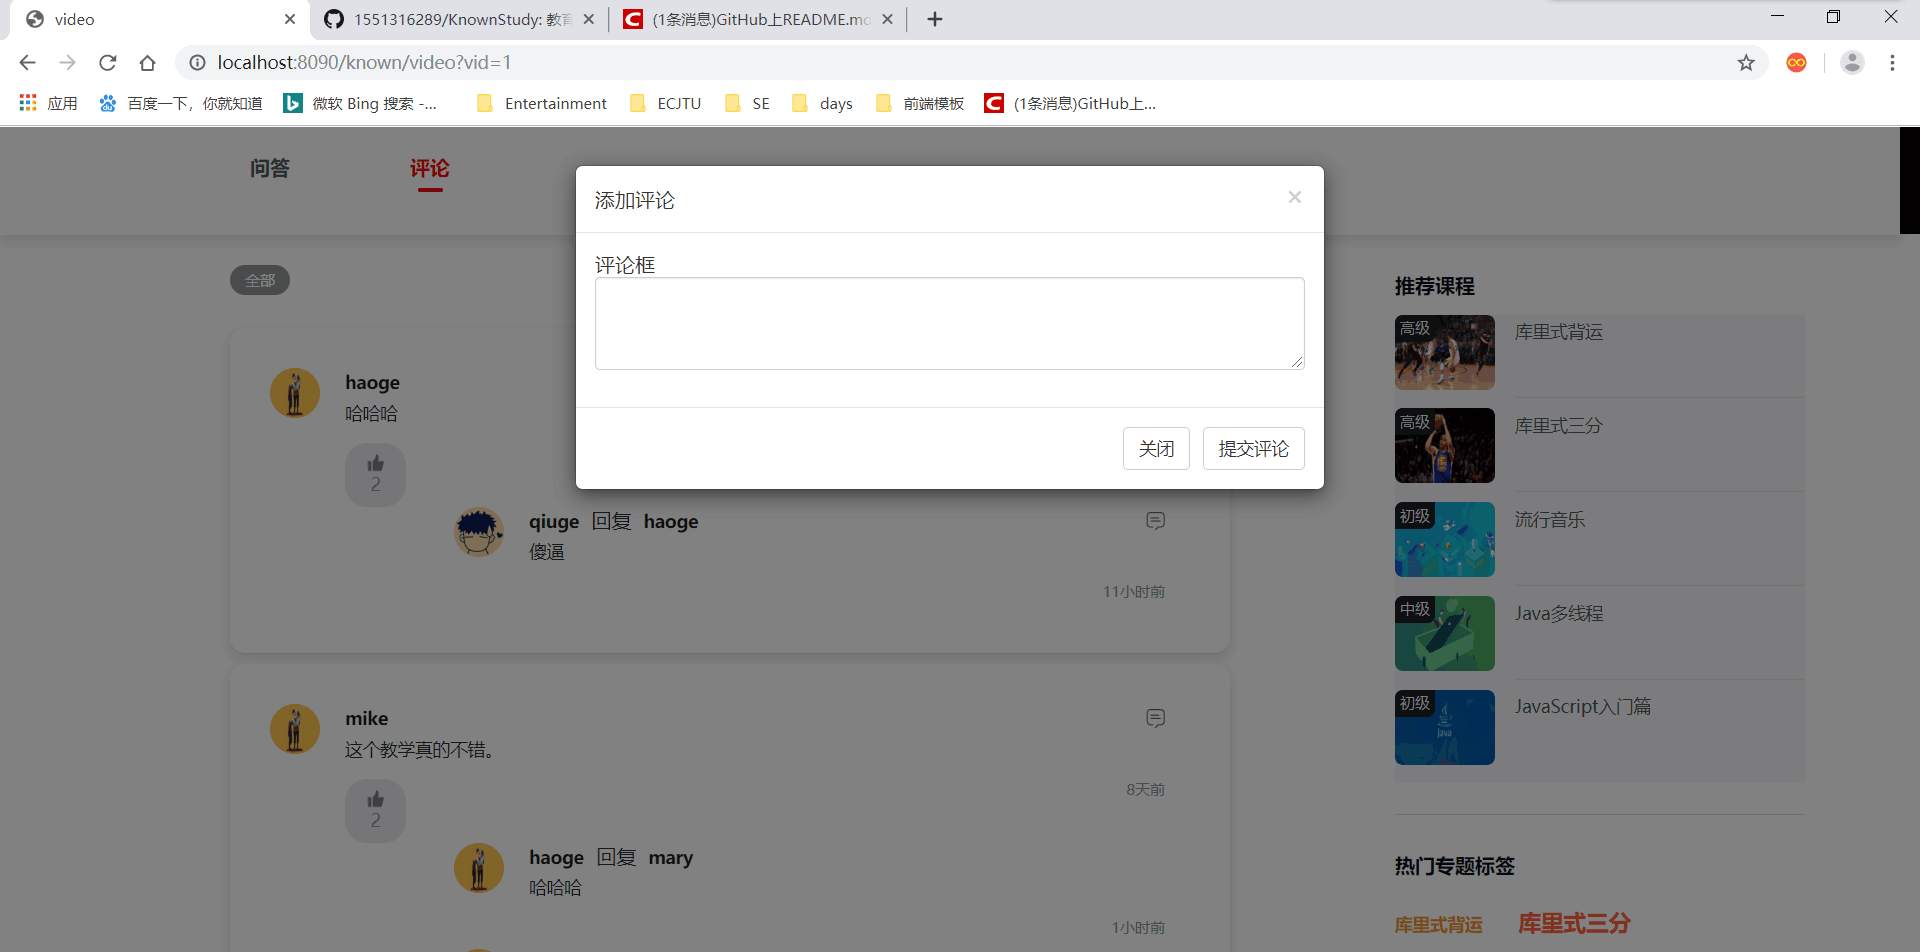 video
1551316289/KnownStudy: 教育
(1条消息)GitHub上README.md
localhost:8090/known/video?vid=1
应用
百度一下，你就知道
微软 Bing 搜索 -...
Entertainment
ECJTU
SE
days
前端模板
(1条消息)GitHub上...
问答
评论
添加评论
×
评论框
关闭
提交评论
全部
haoge
哈哈哈
2
qiuge 回复 haoge
傻逼
11小时前
mike
这个教学真的不错。
8天前
2
haoge 回复 mary
哈哈哈
1小时前
推荐课程
高级
库里式背运
高级
库里式三分
初级
流行音乐
中级
Java多线程
初级
Java
JavaScript入门篇
热门专题标签
库里式背运
库里式三分